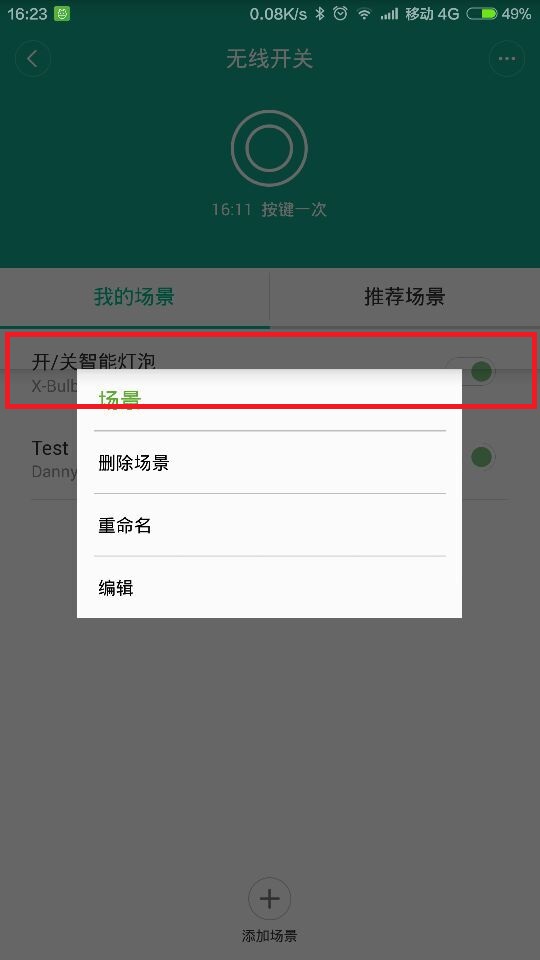 16:23 0.08K/s 移动 4G 49%
无线开关
16:11 按键一次
我的场景 推荐场景
开/关智能灯泡
X-Bulb
场景
删除场景
Test
Danny
重命名
编辑
添加场景